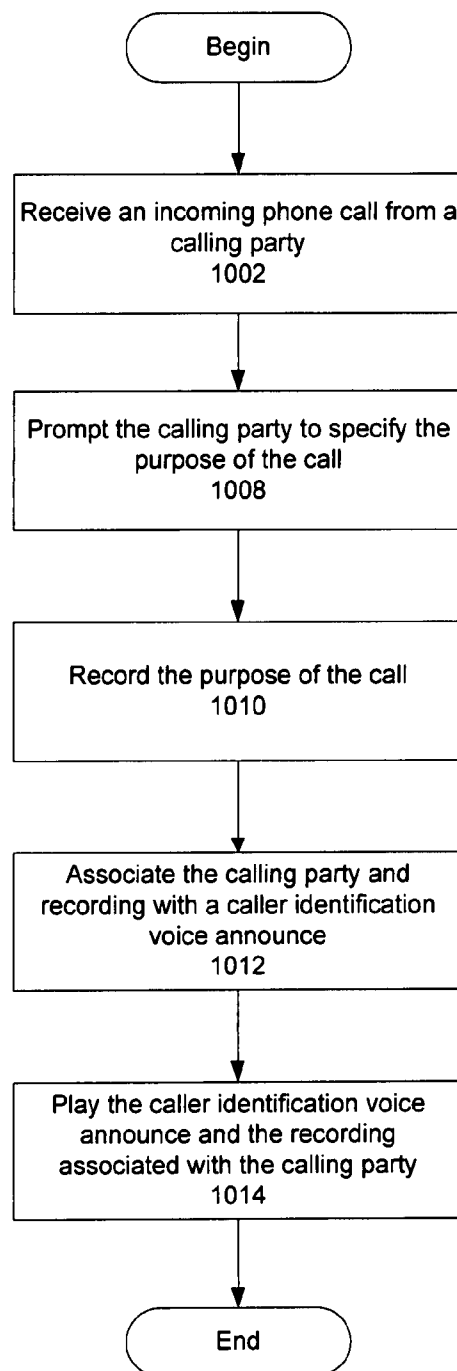 Begin
Receive an incoming phone call from a
calling party
1002
Prompt the calling party to specify the
purpose of the call
1008
Record the purpose of the call
1010
Associate the calling party and
recording with a caller identification
voice announce
1012
Play the caller identification voice
announce and the recording
associated with the calling party
1014
End